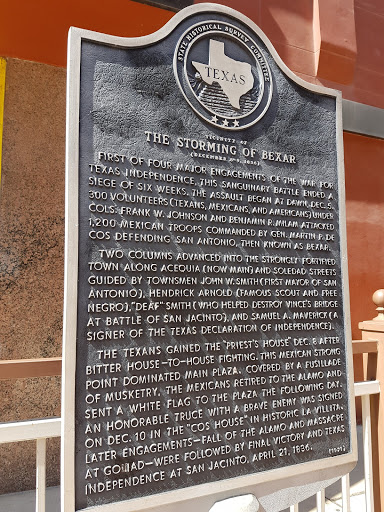 STATE HISTORICAL SURVEY COMMITTEE
TEXAS
VICINITY OF
THE STORMING OF BEXAR
FIRST OF FOUR MAJOR ENGAGEMENTS OF THE WAR FOR
TEXAS INDEPENDENCE. THIS SANGUINARY BATTLE ENDED A
SIEGE OF SIX WEEKS. THE ASSAULT BEGAN AT DAWN, DEC. 5.
300 VOLUNTEERS (TEXANS, MEXICANS, AND AMERICANS) UNDER
COLS. FRANK W. JOHNSON AND BENJAMIN R. MILAM ATTACKED
1,200 MEXICAN TROOPS COMMANDED BY GEN. MARTIN P. DE
COS DEFENDING SAN ANTONIO, THEN KNOWN AS BEXAR.
TWO COLUMNS ADVANCED INTO THE STRONGLY FORTIFIED
TOWN ALONG ACEQUIA (NOW MAIN) AND SOLEDAD STREETS
GUIDED BY TOWNSMEN JOHN W. SMITH (FIRST MAYOR OF SAN
ANTONIO), HENDRICK ARNOLD (FAMOUS SCOUT AND FREE
NEGRO), "DEAF" SMITH (WHO HELPED DESTROY VINCE'S BRIDGE
AT BATTLE OF SAN JACINTO), AND SAMUEL A. MAVERICK (A
SIGNER OF THE TEXAS DECLARATION OF INDEPENDENCE).
THE TEXANS GAINED THE "PRIEST'S HOUSE" DEC. 8 AFTER
BITTER HOUSE-TO-HOUSE FIGHTING. THIS MEXICAN STRONG
POINT DOMINATED MAIN PLAZA. COVERED BY A FUSILLADE
OF MUSKETRY, THE MEXICANS RETIRED TO THE ALAMO AND
SENT A WHITE FLAG TO THE PLAZA THE FOLLOWING DAY.
AN HONORABLE TRUCE WITH A BRAVE ENEMY WAS SIGNED
ON DEC. 10 IN THE "COS HOUSE" IN HISTORIC LA VILLITA.
LATER ENGAGEMENTS—FALL OF THE ALAMO AND MASSACRE
AT GOLIAD—WERE FOLLOWED BY FINAL VICTORY AND TEXAS
INDEPENDENCE AT SAN JACINTO, APRIL 21, 1836.